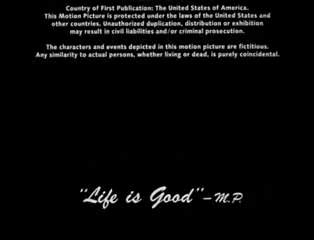 Country of First Publication: The United States of America.
This Motion Picture is protected under the laws of the United States and
other countries. Unauthorized duplication, distribution or exhibition
may result in civil liabilities and/or criminal prosecution.
The characters and events depicted in this motion picture are fictitious.
Any similarity to actual persons, whether living or dead, is purely coincidental.
"Life is Good" – M.P.